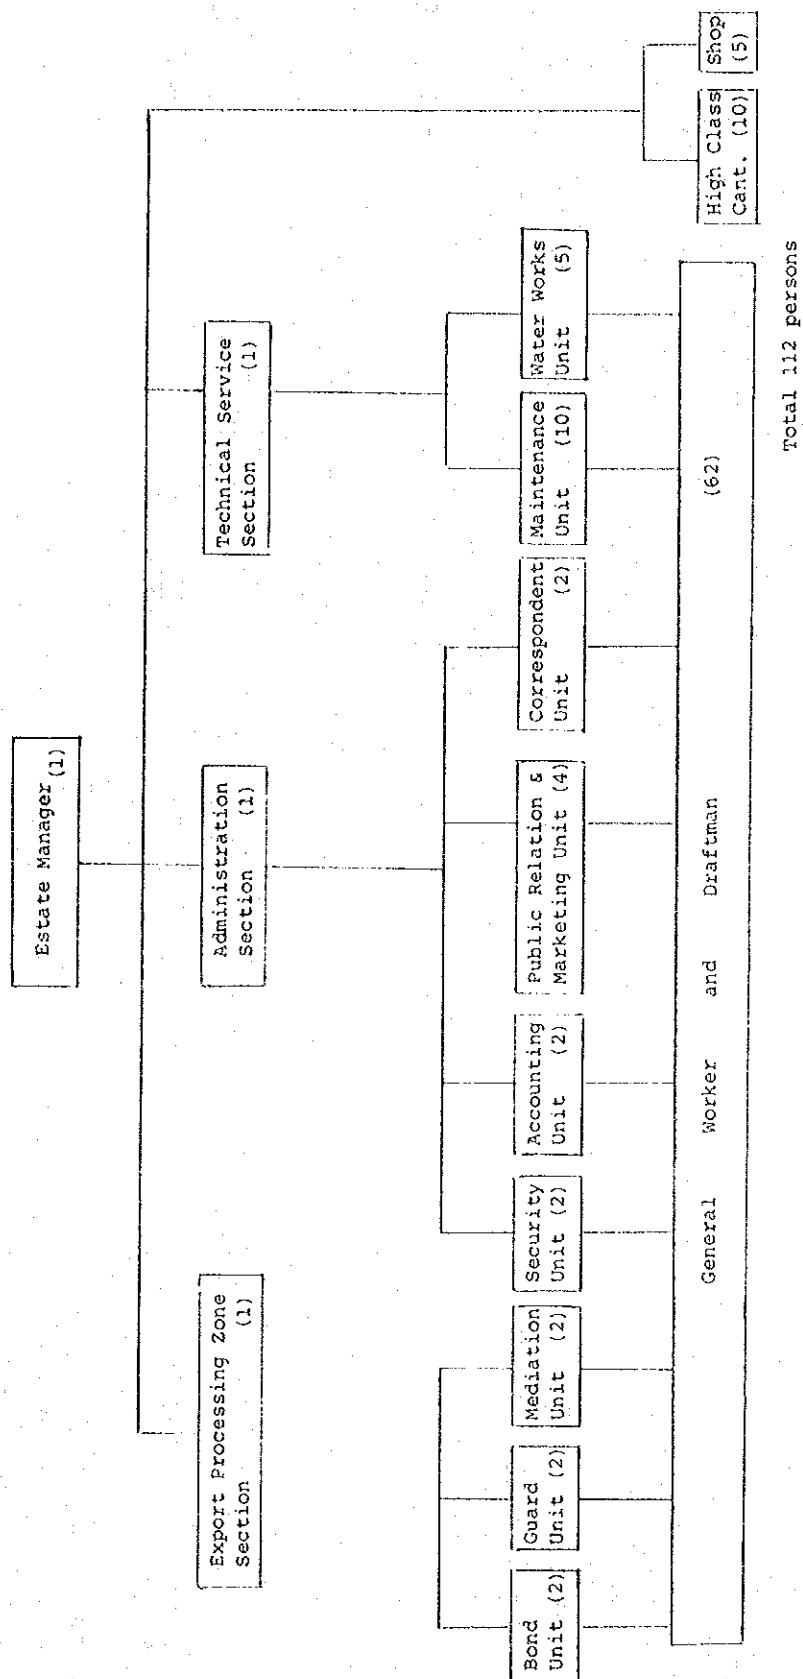 Estate Manager
(1)
Export Processing Zone
Section (1)
Administration
Section (1)
Technical Service
Section (1)
Bond
Unit (2)
Guard
Unit (2)
Mediation
Unit (2)
Security
Unit (2)
Accounting
Unit (2)
Public Relation &
Marketing Unit (4)
Correspondent
Unit (2)
Maintenance
Unit (10)
Water Works
Unit (5)
High Class
Cant. (10)
Shop
(5)
General Worker and Draftman (62)
Total 112 persons